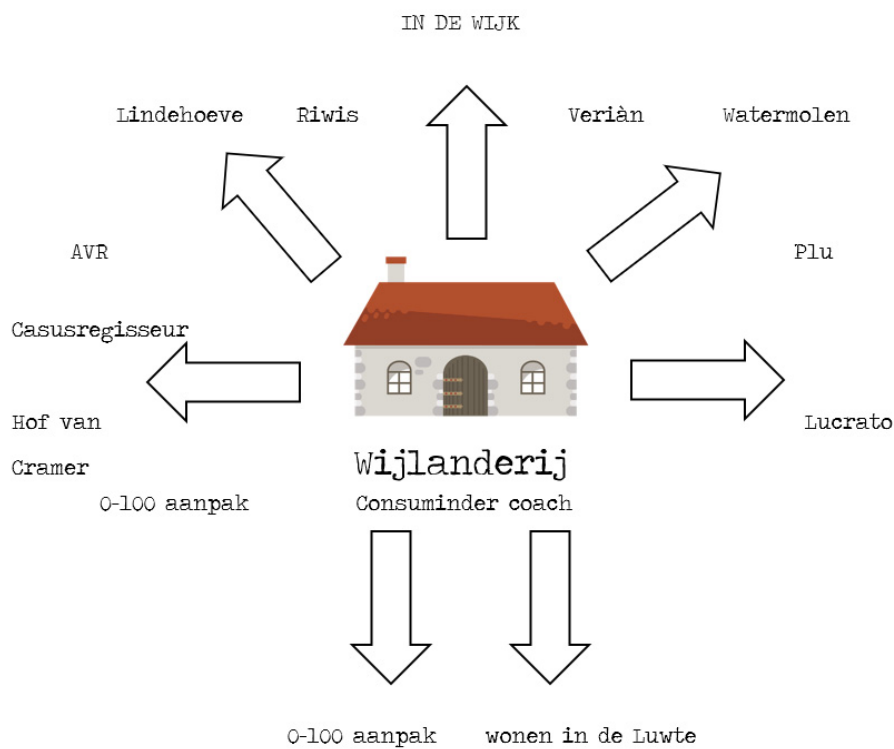 IN DE WIJK
Lindehoeve Riwis Veriàn Watermolen
AVR Plu
Casusregisseur
Hof van Lucrato
Cramer Wijlanderij
0-100 aanpak Consuminder coach
0-100 aanpak wonen in de Luwte